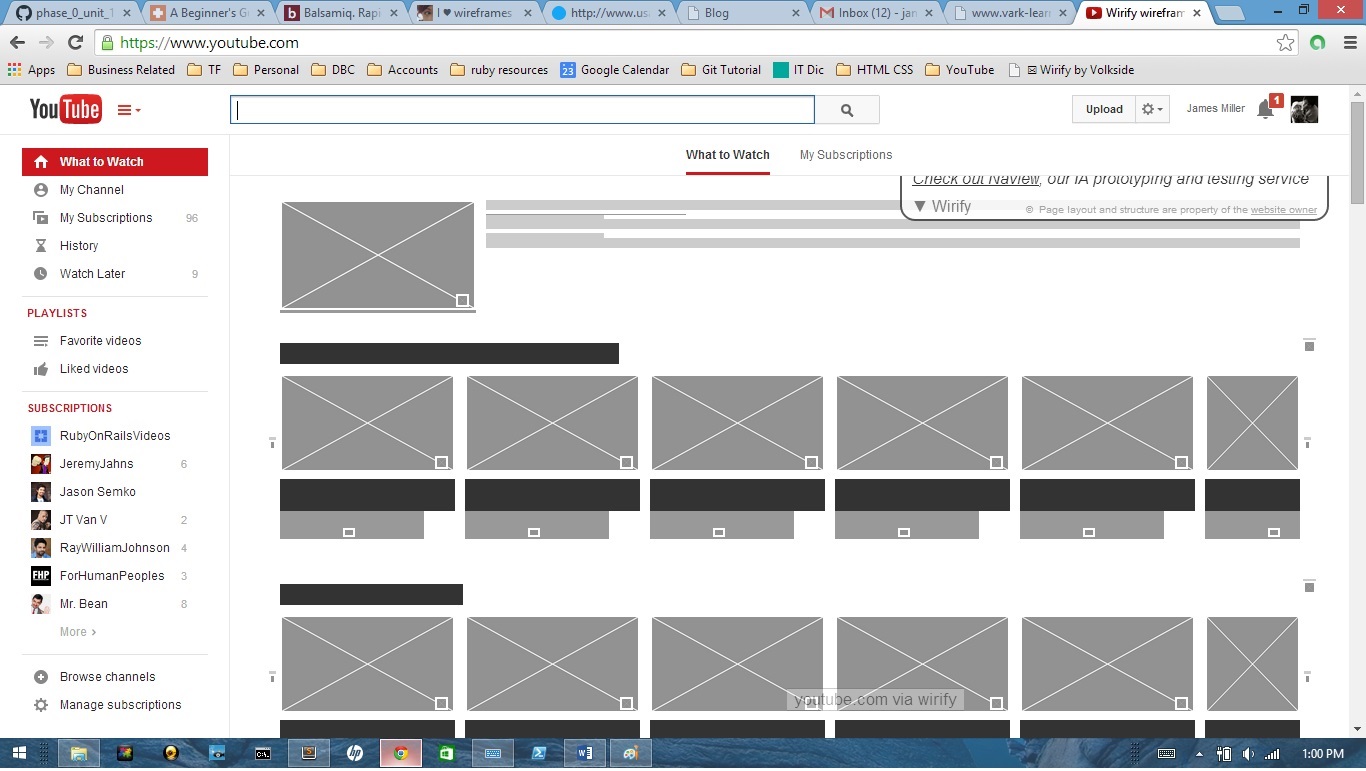 phase_0_unit_1
A Beginner's Gu
Balsamiq. Rapi
I ♥ wireframes
http://www.us
Blog
Inbox (12) - jan
www.vark-lear
Wirify wirefram
https://www.youtube.com
Apps Business Related TF Personal DBC Accounts ruby resources 23 Google Calendar Git Tutorial IT Dic HTML CSS YouTube Wirify by Volkside
YouTube
Upload
James Miller
1
What to Watch
My Channel
My Subscriptions 96
History
Watch Later 9
PLAYLISTS
Favorite videos
Liked videos
SUBSCRIPTIONS
RubyOnRailsVideos
JeremyJahns 6
Jason Semko
JT Van V 2
RayWilliamJohnson 4
FHP ForHumanPeoples 3
Mr. Bean 8
More ›
Browse channels
Manage subscriptions
What to Watch My Subscriptions
Check out Naview, our IA prototyping and testing service
▼ Wirify © Page layout and structure are property of the website owner
youtube.com via wirify
1:00 PM